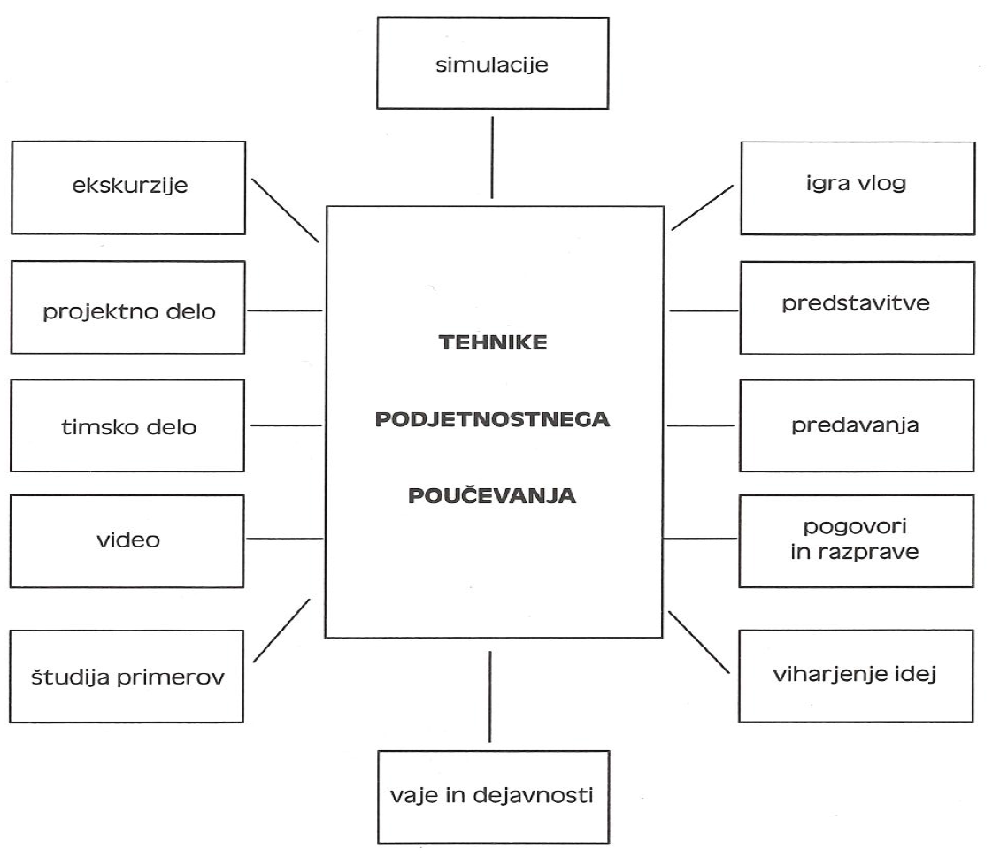 simulacije
ekskurzije
igra vlog
projektno delo
predstavitve
TEHNIKE
PODJETNOSTNEGA
POUČEVANJA
timsko delo
predavanja
video
pogovori
in razprave
študija primerov
viharjenje idej
vaje in dejavnosti